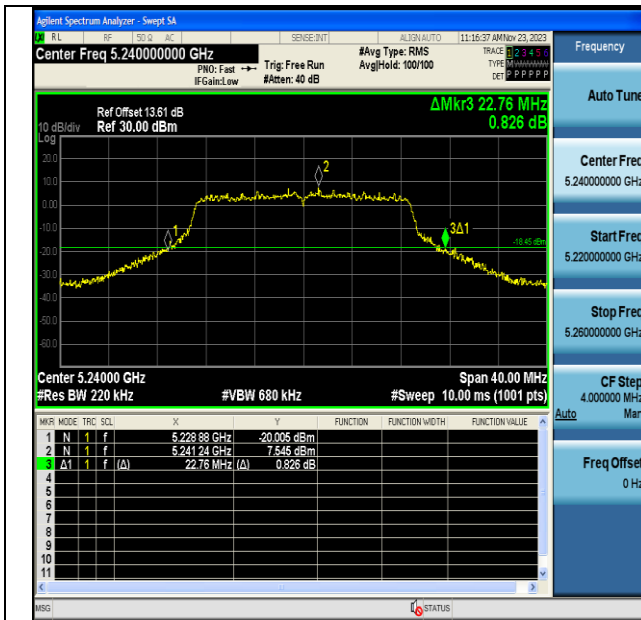 Agilent Spectrum Analyzer - Swept SA
RL RF 50 Ω AC SENSE:INT ALIGN AUTO 11:16:37 AM Nov 23, 2023
Center Freq 5.240000000 GHz
PNO: Fast
IFGain:Low
Trig: Free Run
#Atten: 40 dB
#Avg Type: RMS
Avg|Hold: 100/100
TRACE 1 2 3 4 5 6
TYPE M
DET P P P P P P
ΔMkr3 22.76 MHz
0.826 dB
Ref Offset 13.61 dB
Ref 30.00 dBm
10 dB/div
Log
20.0
10.0
0.00
-10.0
-20.0
-30.0
-40.0
-50.0
-60.0
1
2
3Δ1
-18.45 dBm
Center 5.24000 GHz
Span 40.00 MHz
#Res BW 220 kHz
#VBW 680 kHz
#Sweep 10.00 ms (1001 pts)
MKR MODE TRC SCL X Y FUNCTION FUNCTION WIDTH FUNCTION VALUE
1 N 1 f 5.228 88 GHz -20.005 dBm
2 N 1 f 5.241 24 GHz 7.545 dBm
3 Δ1 1 f (Δ) 22.76 MHz (Δ) 0.826 dB
4
5
6
7
8
9
10
11
MSG
STATUS
Frequency
Auto Tune
Center Freq
5.240000000 GHz
Start Freq
5.220000000 GHz
Stop Freq
5.260000000 GHz
CF Step
4.000000 MHz
Auto Man
Freq Offset
0 Hz